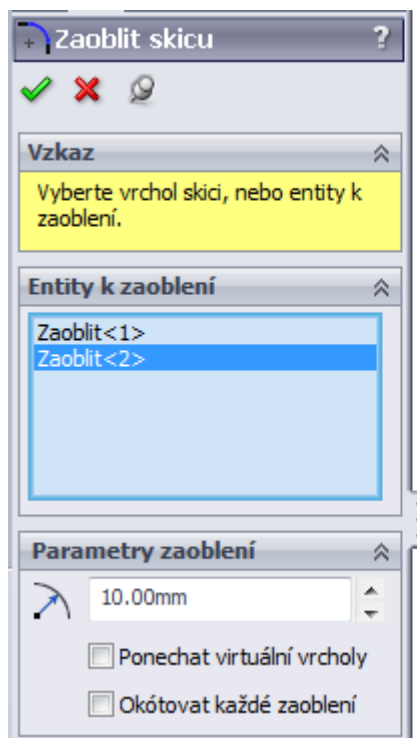 Zaoblit skicu ?
Vzkaz
Vyberte vrchol skici, nebo entity k
zaoblení.
Entity k zaoblení
Zaoblit<1>
Zaoblit<2>
Parametry zaoblení
10.00mm
Ponechat virtuální vrcholy
Okótovat každé zaoblení